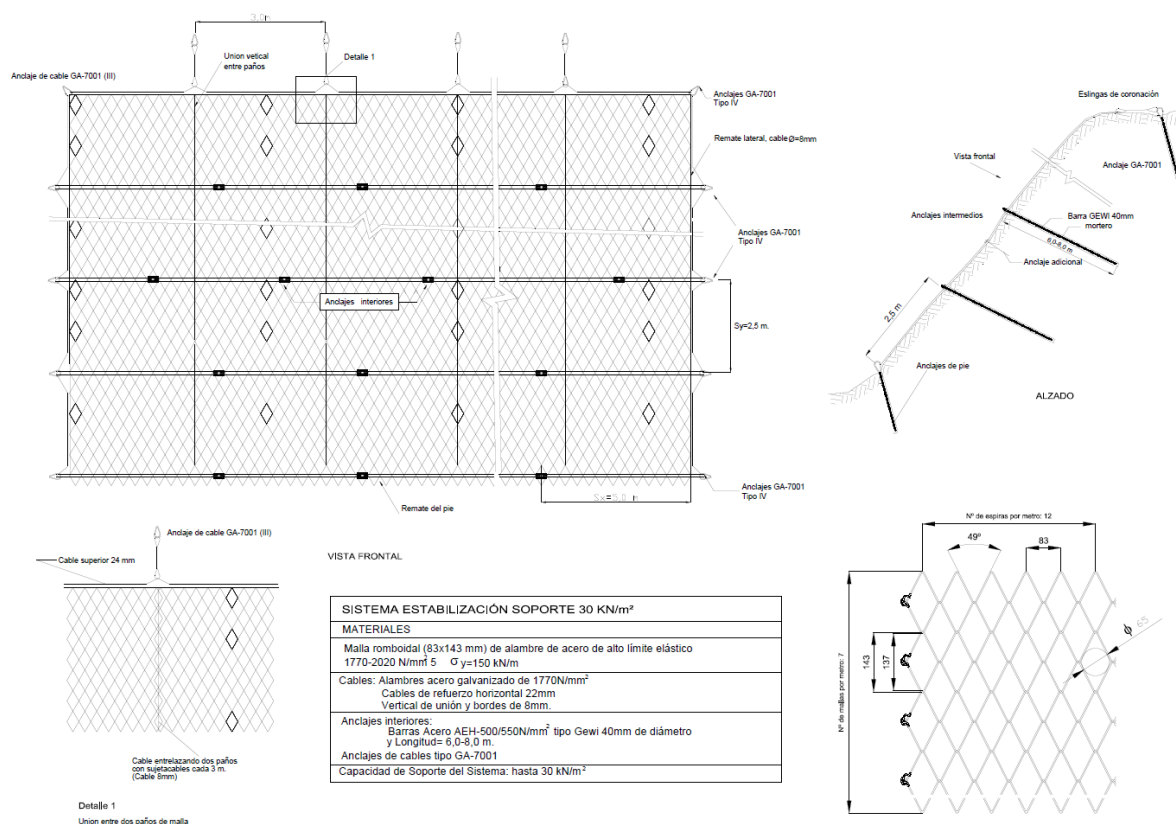 3,0m
Union vetical
entre paños
Detalle 1
Anclaje de cable GA-7001 (III)
Anclajes GA-7001
Tipo IV
Remate lateral, cable Ø=8mm
Anclajes GA-7001
Tipo IV
Anclajes interiores
Sy=2,5 m.
Anclajes GA-7001
Tipo IV
Sx=5,0 m
Remate del pie
VISTA FRONTAL
Eslingas de coronación
Vista frontal
Anclaje GA-7001
Anclajes intermedios
Barra GEWI 40mm
mortero
6,0-8,0 m
Anclaje adicional
2,5 m
Anclajes de pie
ALZADO
Anclaje de cable GA-7001 (III)
Cable superior 24 mm
Cable entrelazando dos paños
con sujetacables cada 3 m.
(Cable 8mm)
Detalle 1
Union entre dos paños de malla
SISTEMA ESTABILIZACIÓN SOPORTE 30 KN/m²
MATERIALES
Malla romboidal (83x143 mm) de alambre de acero de alto límite elástico
1770-2020 N/mm² 5 σy=150 kN/m
Cables: Alambres acero galvanizado de 1770N/mm²
Cables de refuerzo horizontal 22mm
Vertical de unión y bordes de 8mm.
Anclajes interiores:
Barras Acero AEH-500/550N/mm² tipo Gewi 40mm de diámetro
y Longitud= 6,0-8,0 m.
Anclajes de cables tipo GA-7001
Capacidad de Soporte del Sistema: hasta 30 kN/m²
Nº de espiras por metro: 12
49º
83
ϕ 65
143
137
Nº de mallas por metro: 7